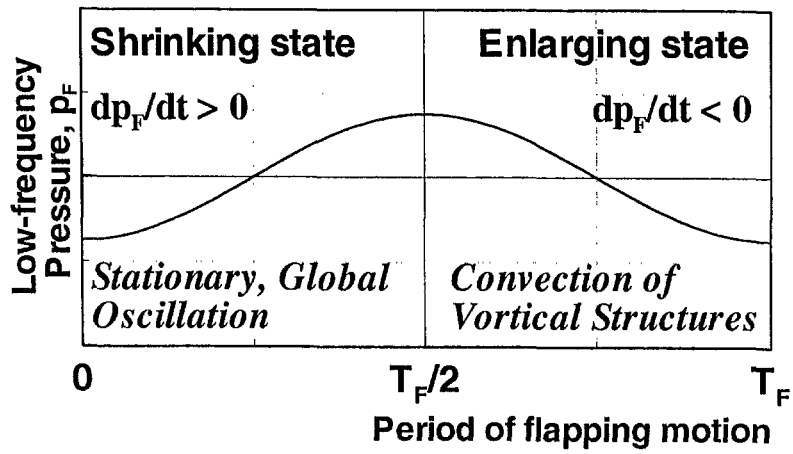 Shrinking state
Enlarging state
dp_F/dt > 0
dp_F/dt < 0
Low-frequency
Pressure, p_F
Stationary, Global
Oscillation
Convection of
Vortical Structures
0
T_F/2
T_F
Period of flapping motion